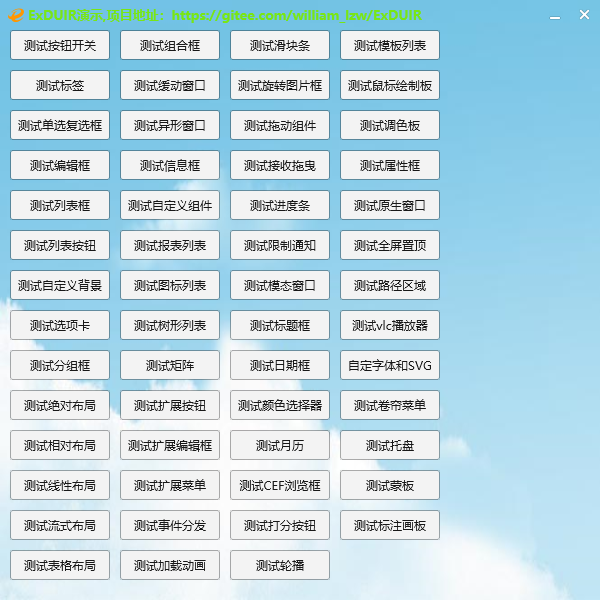 ExDUIR演示,项目地址：https://gitee.com/william_lzw/ExDUIR
测试按钮开关 测试组合框 测试滑块条 测试模板列表
测试标签 测试缓动窗口 测试旋转图片框 测试鼠标绘制板
测试单选复选框 测试异形窗口 测试拖动组件 测试调色板
测试编辑框 测试信息框 测试接收拖曳 测试属性框
测试列表框 测试自定义组件 测试进度条 测试原生窗口
测试列表按钮 测试报表列表 测试限制通知 测试全屏置顶
测试自定义背景 测试图标列表 测试模态窗口 测试路径区域
测试选项卡 测试树形列表 测试标题框 测试vlc播放器
测试分组框 测试矩阵 测试日期框 自定字体和SVG
测试绝对布局 测试扩展按钮 测试颜色选择器 测试卷帘菜单
测试相对布局 测试扩展编辑框 测试月历 测试托盘
测试线性布局 测试扩展菜单 测试CEF浏览框 测试蒙板
测试流式布局 测试事件分发 测试打分按钮 测试标注画板
测试表格布局 测试加载动画 测试轮播